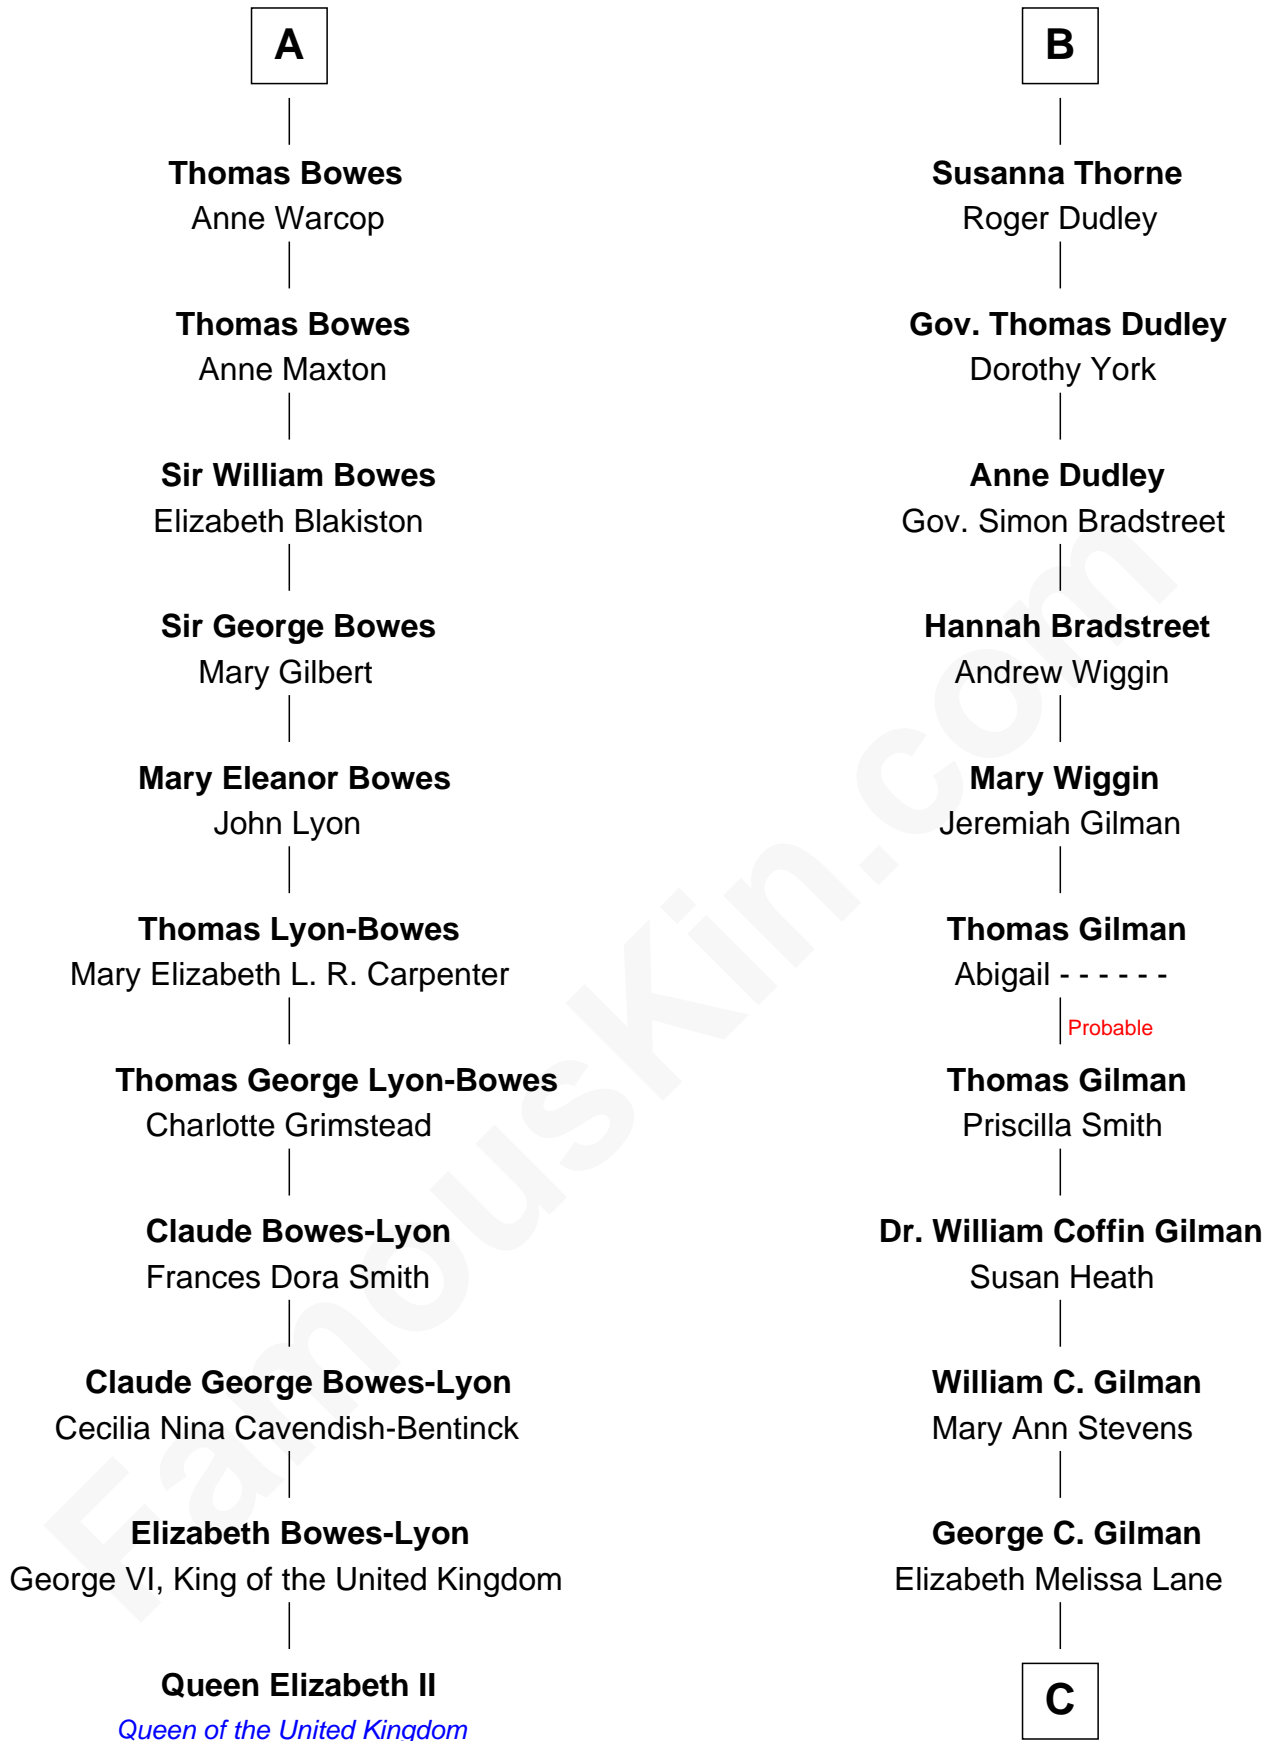 A
Thomas Bowes
Anne Warcop
Thomas Bowes
Anne Maxton
Sir William Bowes
Elizabeth Blakiston
Sir George Bowes
Mary Gilbert
Mary Eleanor Bowes
John Lyon
Thomas Lyon-Bowes
Mary Elizabeth L. R. Carpenter
Thomas George Lyon-Bowes
Charlotte Grimstead
Claude Bowes-Lyon
Frances Dora Smith
Claude George Bowes-Lyon
Cecilia Nina Cavendish-Bentinck
Elizabeth Bowes-Lyon
George VI, King of the United Kingdom
Queen Elizabeth II
Queen of the United Kingdom
B
Susanna Thorne
Roger Dudley
Gov. Thomas Dudley
Dorothy York
Anne Dudley
Gov. Simon Bradstreet
Hannah Bradstreet
Andrew Wiggin
Mary Wiggin
Jeremiah Gilman
Thomas Gilman
Abigail - - - - - -
Probable
Thomas Gilman
Priscilla Smith
Dr. William Coffin Gilman
Susan Heath
William C. Gilman
Mary Ann Stevens
George C. Gilman
Elizabeth Melissa Lane
C
FamousKin.com